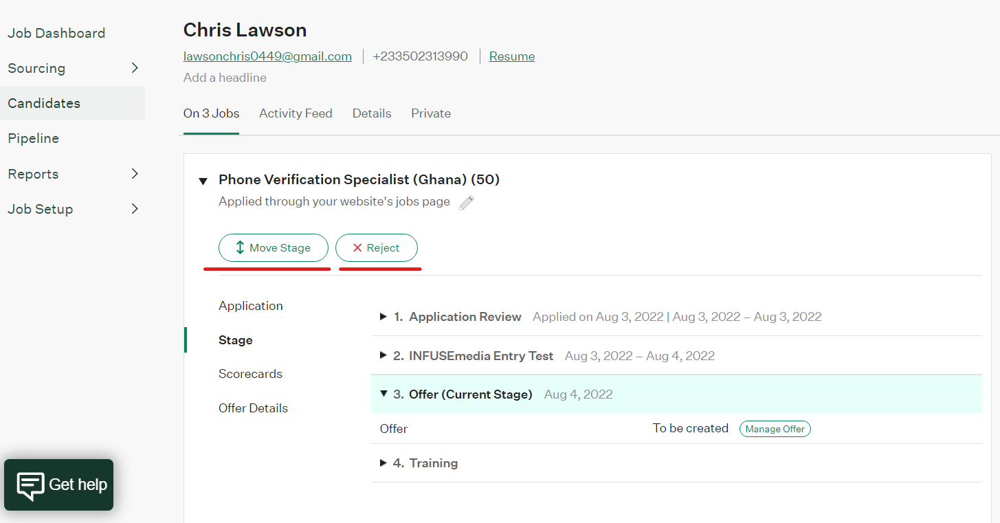 Job Dashboard
Sourcing
Candidates
Pipeline
Reports
Job Setup
Get help
Chris Lawson
lawsonchris0449@gmail.com +233502313990 Resume
Add a headline
On 3 Jobs Activity Feed Details Private
Phone Verification Specialist (Ghana) (50)
Applied through your website's jobs page
Move Stage Reject
Application
Stage
Scorecards
Offer Details
1. Application Review Applied on Aug 3, 2022 | Aug 3, 2022 – Aug 3, 2022
2. INFUSEmedia Entry Test Aug 3, 2022 – Aug 4, 2022
3. Offer (Current Stage) Aug 4, 2022
Offer To be created Manage Offer
4. Training